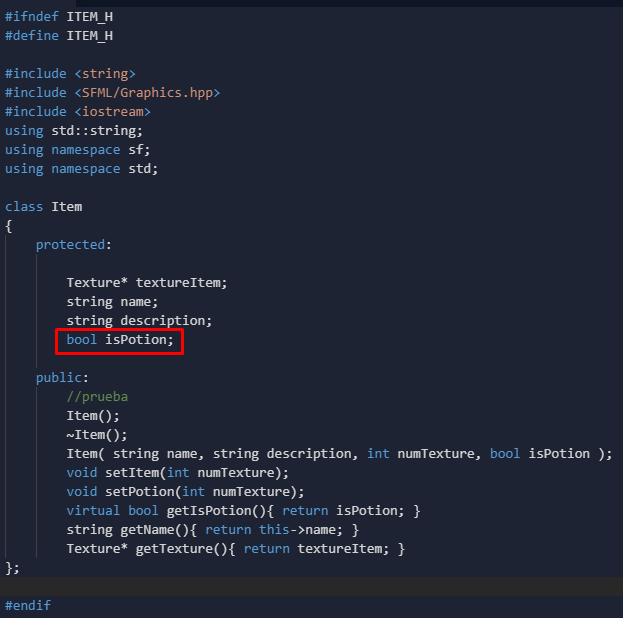 #ifndef ITEM_H
#define ITEM_H
#include <string>
#include <SFML/Graphics.hpp>
#include <iostream>
using std::string;
using namespace sf;
using namespace std;
class Item
{
protected:
Texture* textureItem;
string name;
string description;
bool isPotion;
public:
//prueba
Item();
~Item();
Item( string name, string description, int numTexture, bool isPotion );
void setItem(int numTexture);
void setPotion(int numTexture);
virtual bool getIsPotion(){ return isPotion; }
string getName(){ return this->name; }
Texture* getTexture(){ return textureItem; }
};
#endif